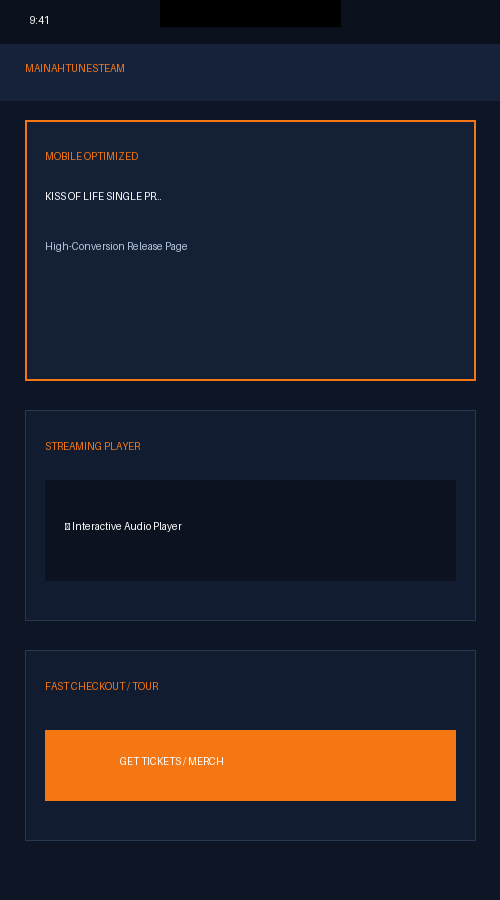 9:41
MAINAHTUNESTEAM
MOBILE OPTIMIZED
KISS OF LIFE SINGLE PR..
High-Conversion Release Page
STREAMING PLAYER
Interactive Audio Player
FAST CHECKOUT / TOUR
GET TICKETS / MERCH